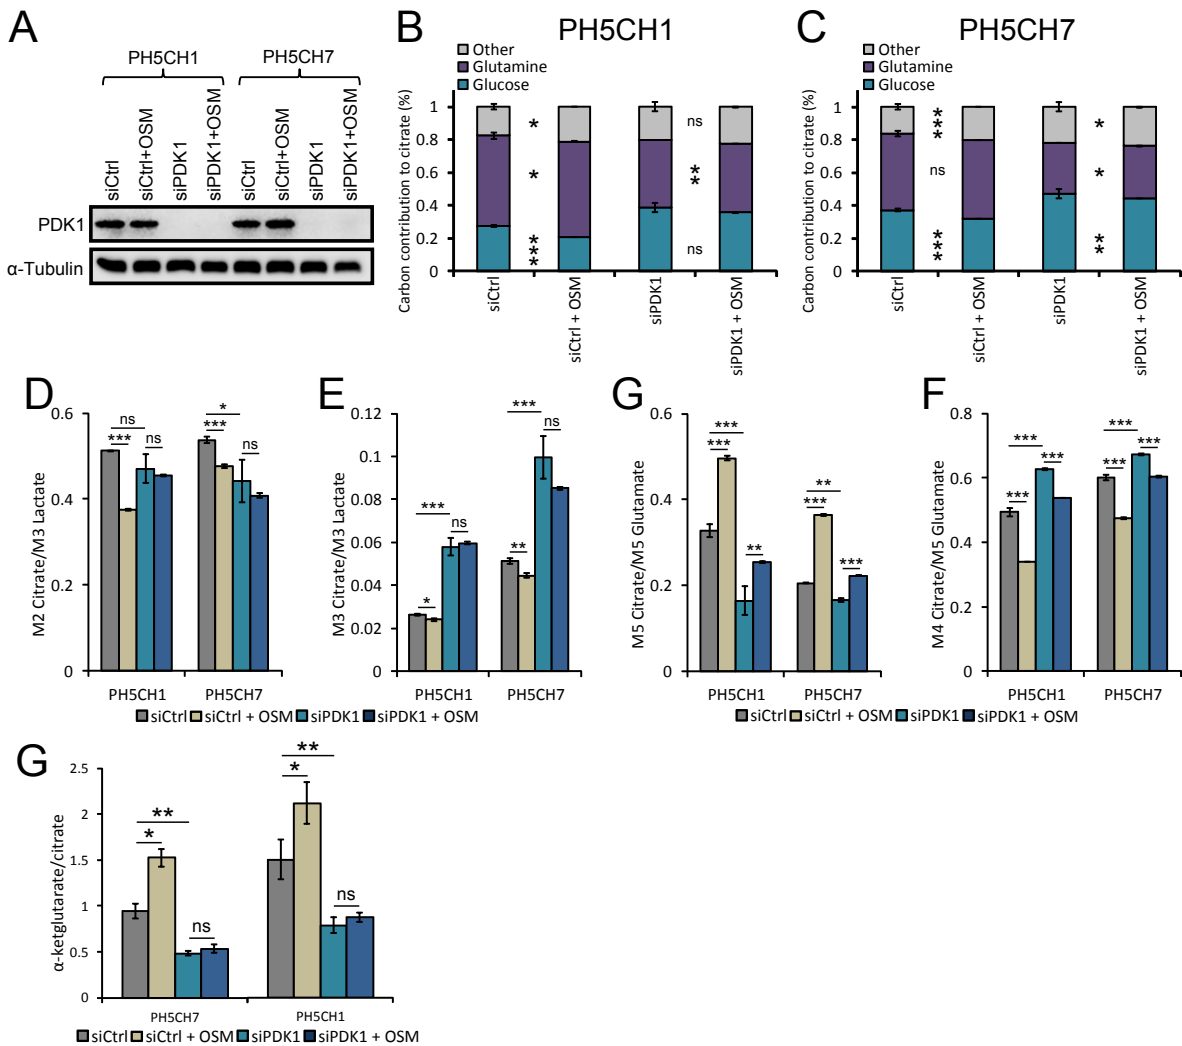 A
PH5CH1
PH5CH7
siCtrl
siCtrl+OSM
siPDK1
siPDK1+OSM
siCtrl
siCtrl+OSM
siPDK1
siPDK1+OSM
PDK1
α-Tubulin
B
PH5CH1
Other
Glutamine
Glucose
Carbon contribution to citrate (%)
1
0.8
0.6
0.4
0.2
0
*
*
***
ns
**
ns
siCtrl
siCtrl + OSM
siPDK1
siPDK1 + OSM
C
PH5CH7
Other
Glutamine
Glucose
Carbon contribution to citrate (%)
1
0.8
0.6
0.4
0.2
0
***
ns
***
*
*
**
siCtrl
siCtrl + OSM
siPDK1
siPDK1 + OSM
D
M2 Citrate/M3 Lactate
0.6
0.4
0.2
0
ns
***
ns
*
***
ns
PH5CH1
PH5CH7
E
M3 Citrate/M3 Lactate
0.12
0.1
0.08
0.06
0.04
0.02
0
***
*
ns
***
**
ns
PH5CH1
PH5CH7
siCtrl siCtrl + OSM siPDK1 siPDK1 + OSM
G
M5 Citrate/M5 Glutamate
0.6
0.4
0.2
0
***
***
**
**
***
***
PH5CH1
PH5CH7
F
M4 Citrate/M5 Glutamate
0.8
0.6
0.4
0.2
0
***
***
***
***
***
***
PH5CH1
PH5CH7
siCtrl siCtrl + OSM siPDK1 siPDK1 + OSM
G
α-ketglutarate/citrate
2.5
2
1.5
1
0.5
0
**
*
ns
**
*
ns
PH5CH7
PH5CH1
siCtrl siCtrl + OSM siPDK1 siPDK1 + OSM